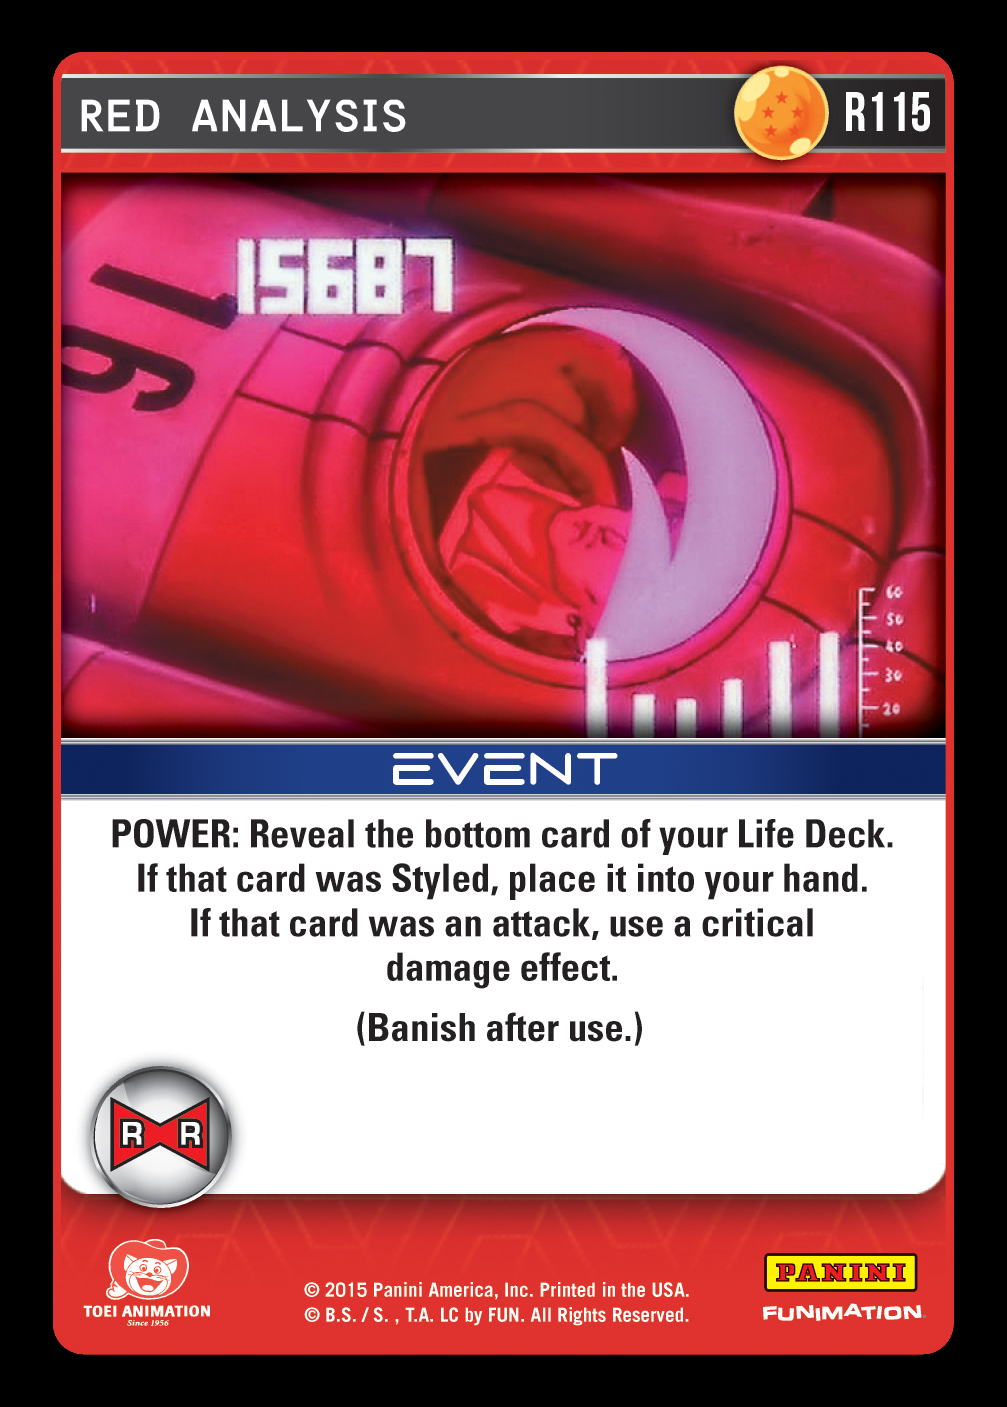 RED ANALYSIS
R115
15687
16
60
50
40
30
20
EVENT
POWER: Reveal the bottom card of your Life Deck.
If that card was Styled, place it into your hand.
If that card was an attack, use a critical
damage effect.
(Banish after use.)
R R
TOEI ANIMATION
Since 1956
© 2015 Panini America, Inc. Printed in the USA.
© B.S. / S. , T.A. LC by FUN. All Rights Reserved.
PANINI
FUNIMATION